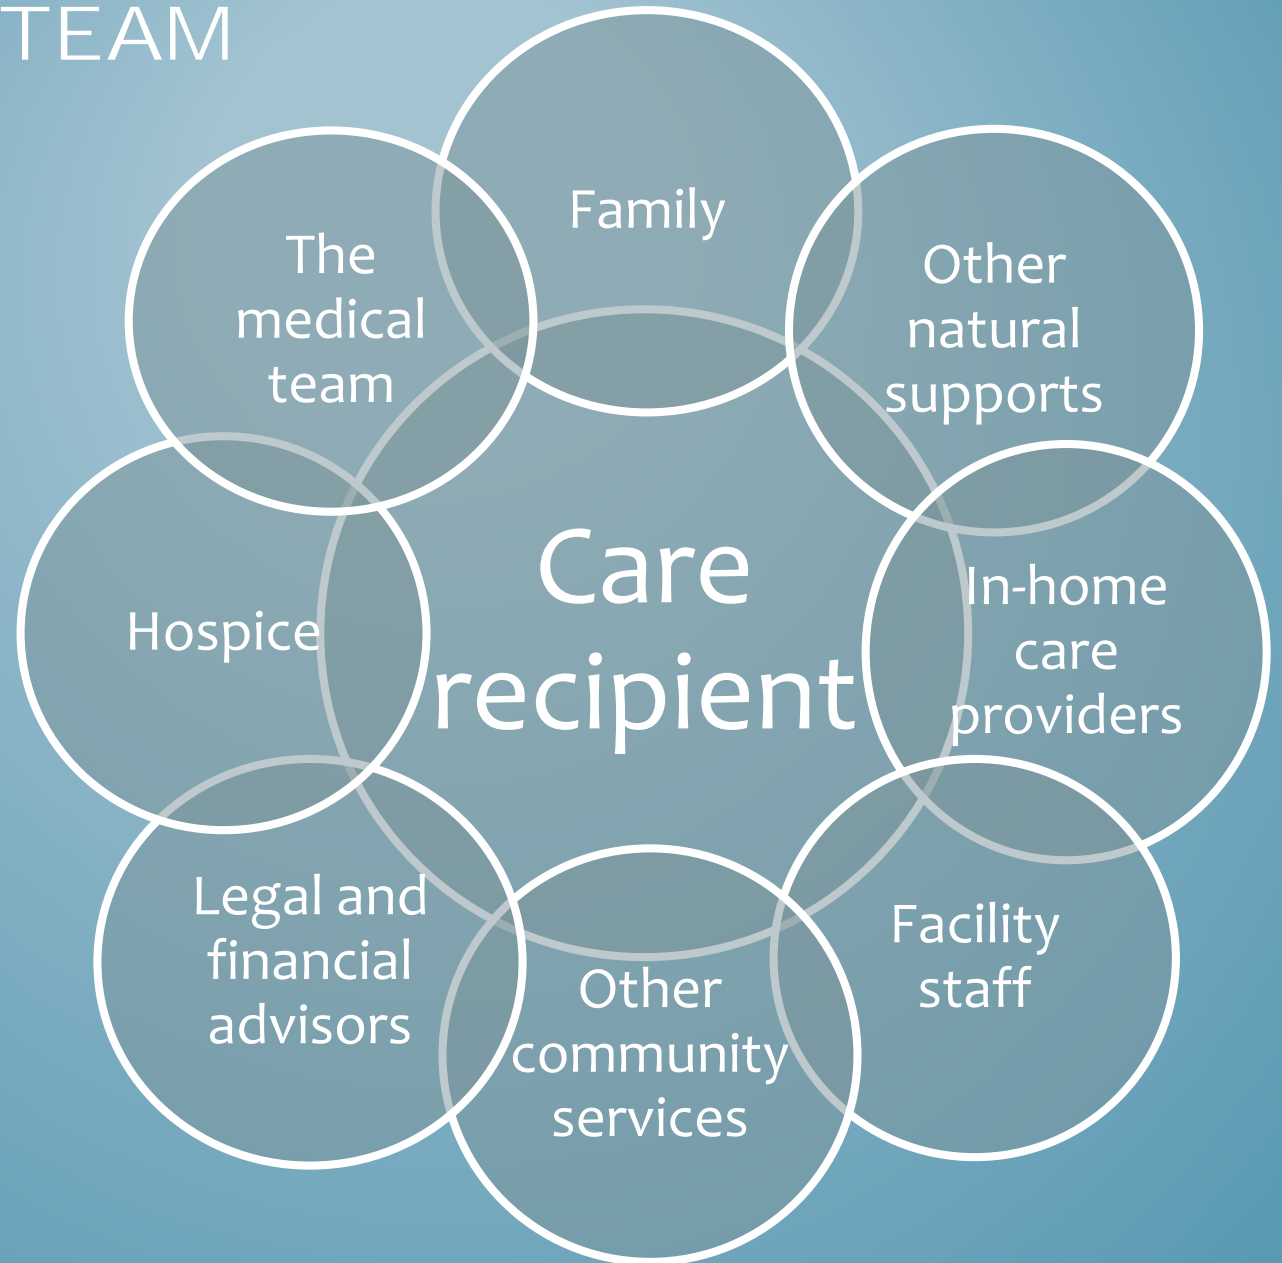 TEAM
Family
The
medical
team
Other
natural
supports
Care
recipient
Hospice
In-home
care
providers
Legal and
financial
advisors
Facility
staff
Other
community
services